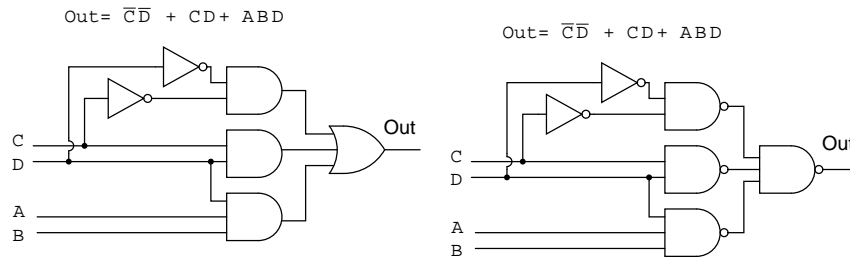 Out= C̅D̅ + CD+ ABD
Out
C
D
A
B
Out= C̅D̅ + CD+ ABD
Out
C
D
A
B